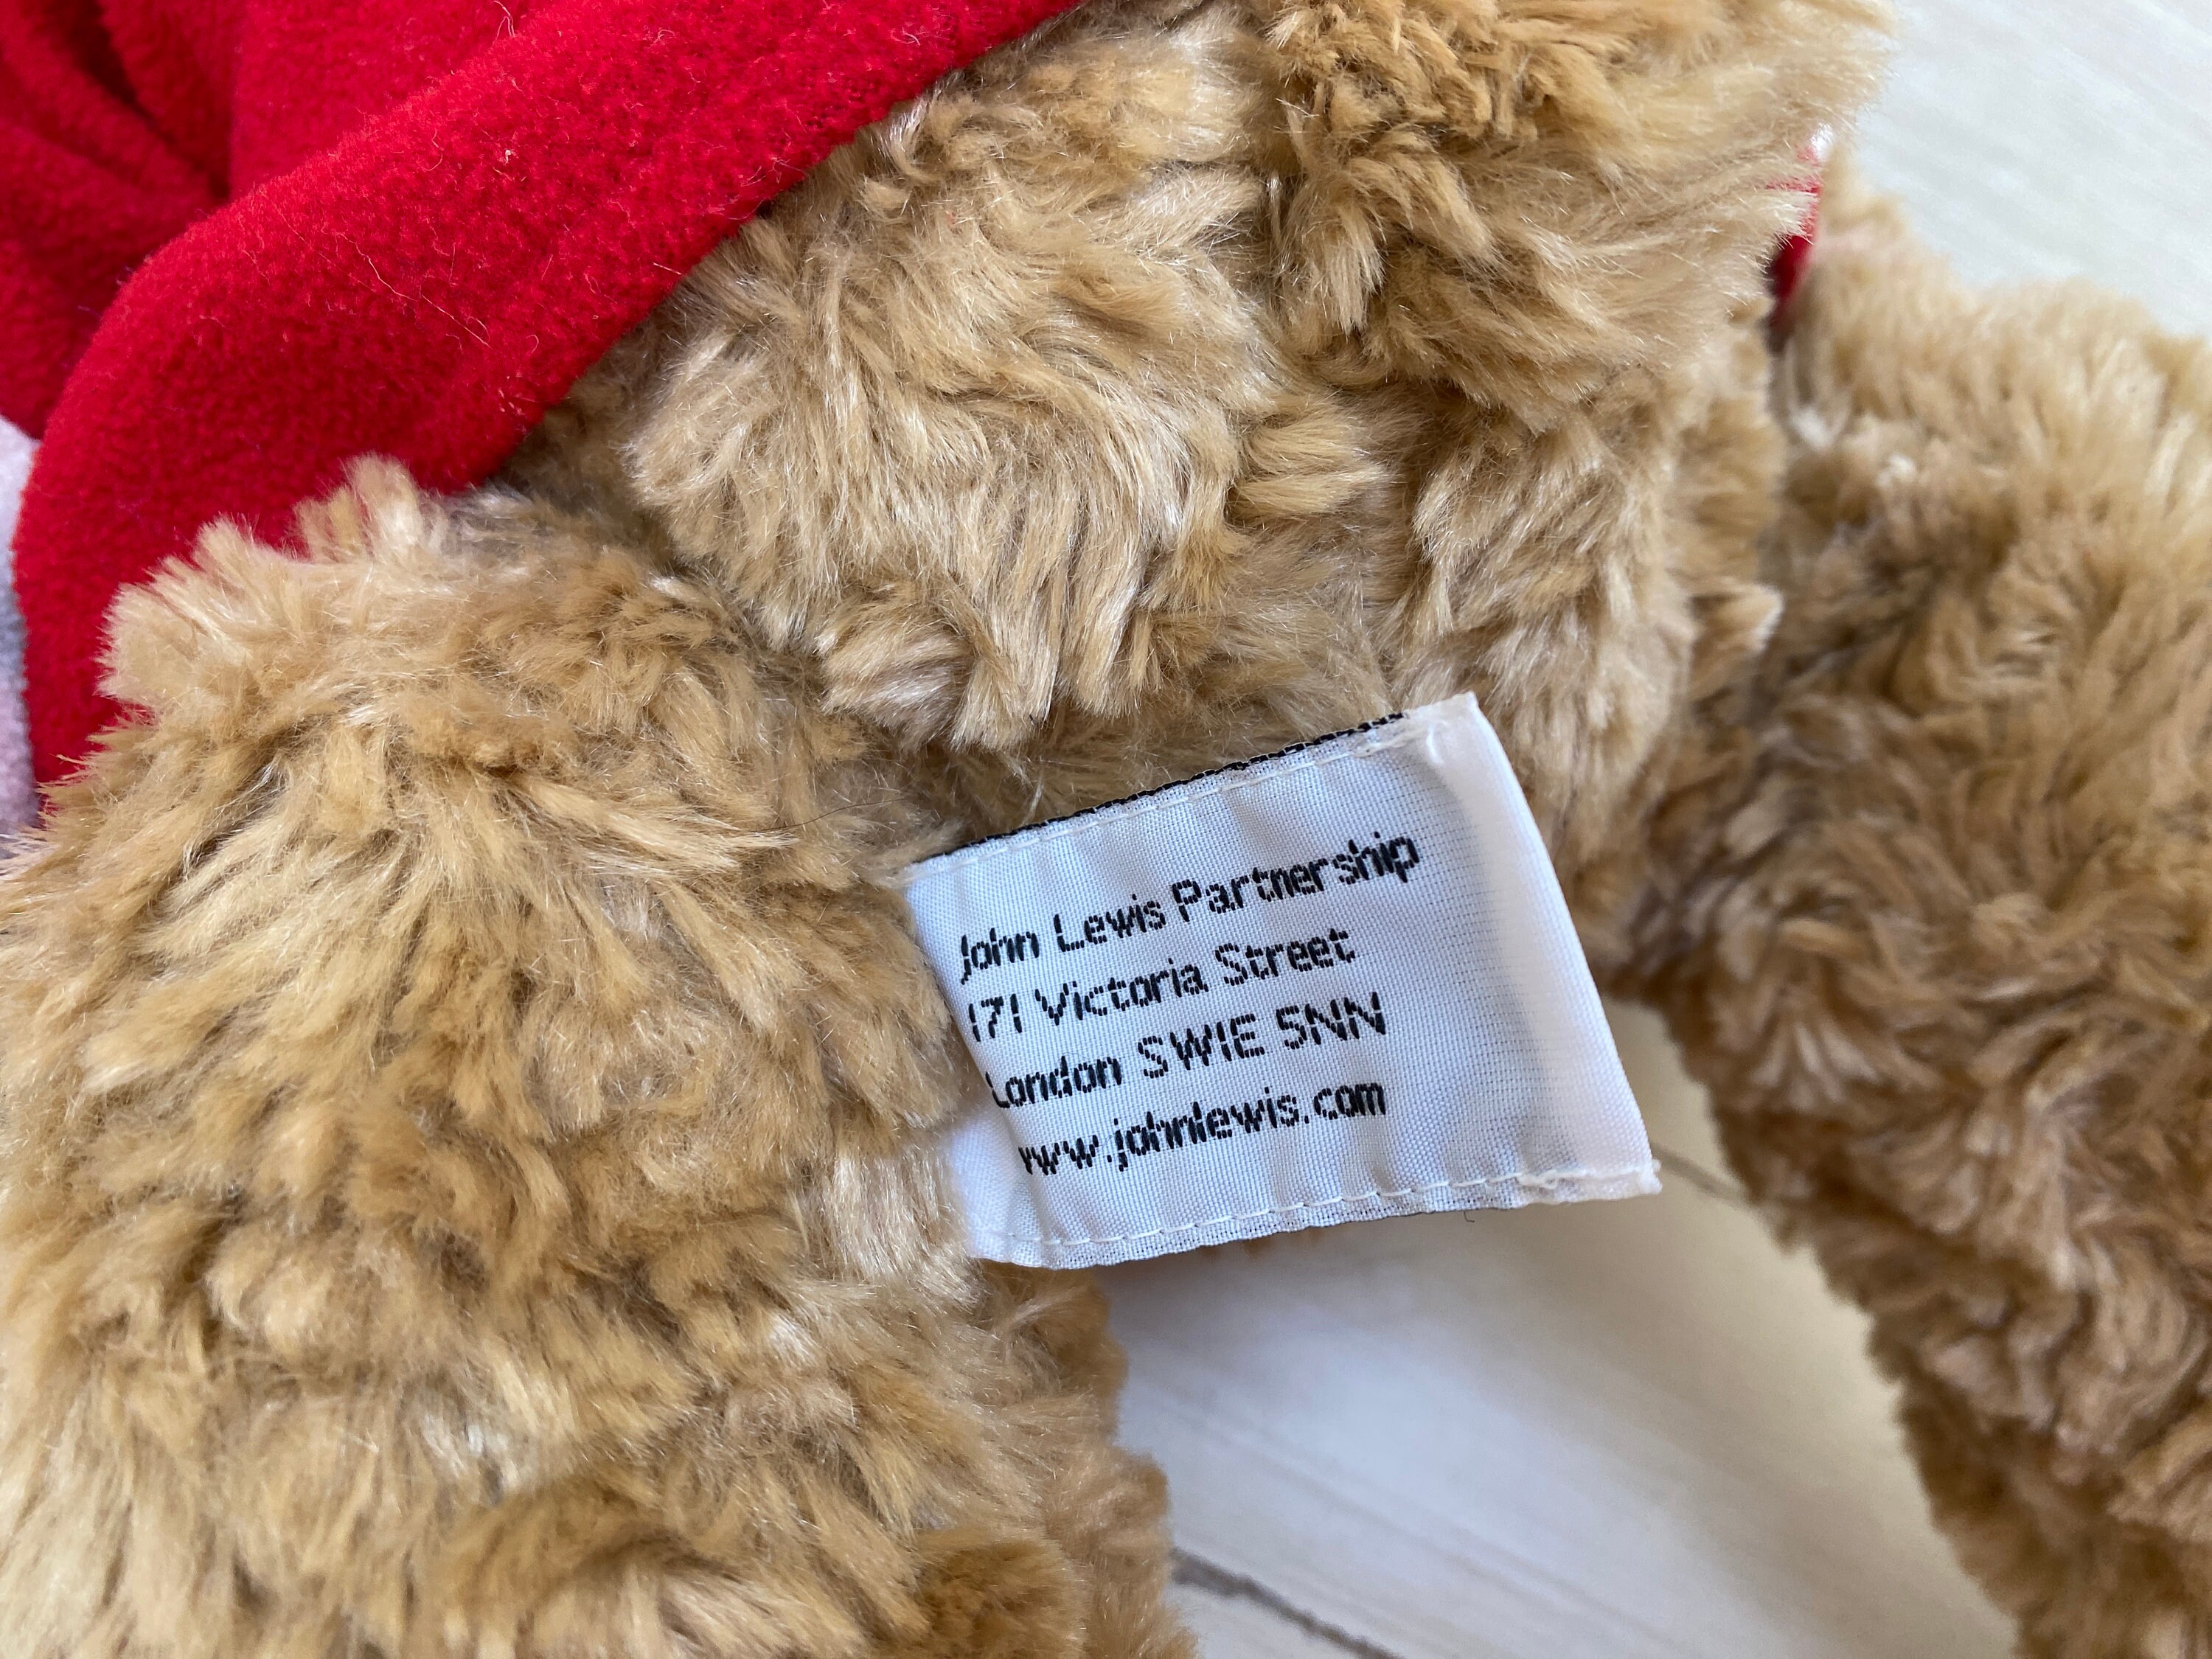 John Lewis Partnership
171 Victoria Street
London SW1E 5NN
www.johnlewis.com